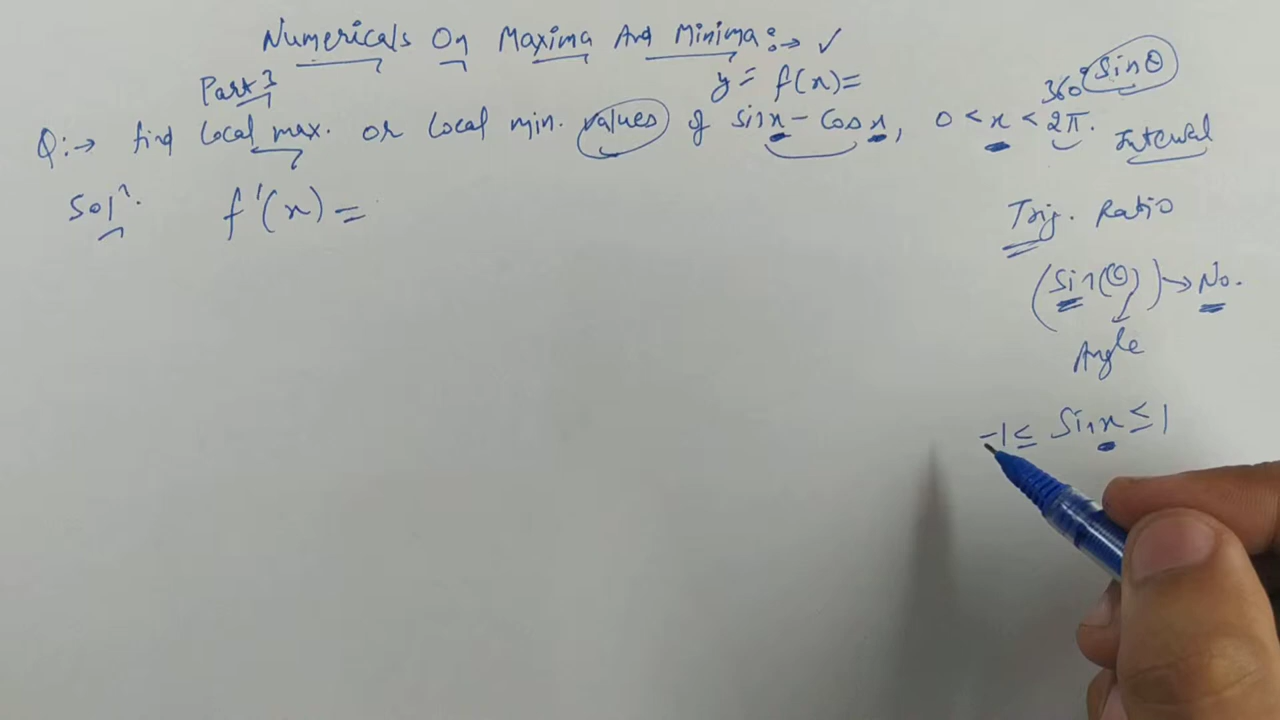 Numericals On Maxima And Minima :→ ✓
Part 3
y = f(x)=
360° Sinθ
Q:→ find local max. or local min. values of sinx - Cosx, 0 < x < 2π. Interval
Solⁿ. f'(x) =
Trig. Ratio
(Sin(θ)) → No.
Angle
-1 ≤ Sinx ≤ 1